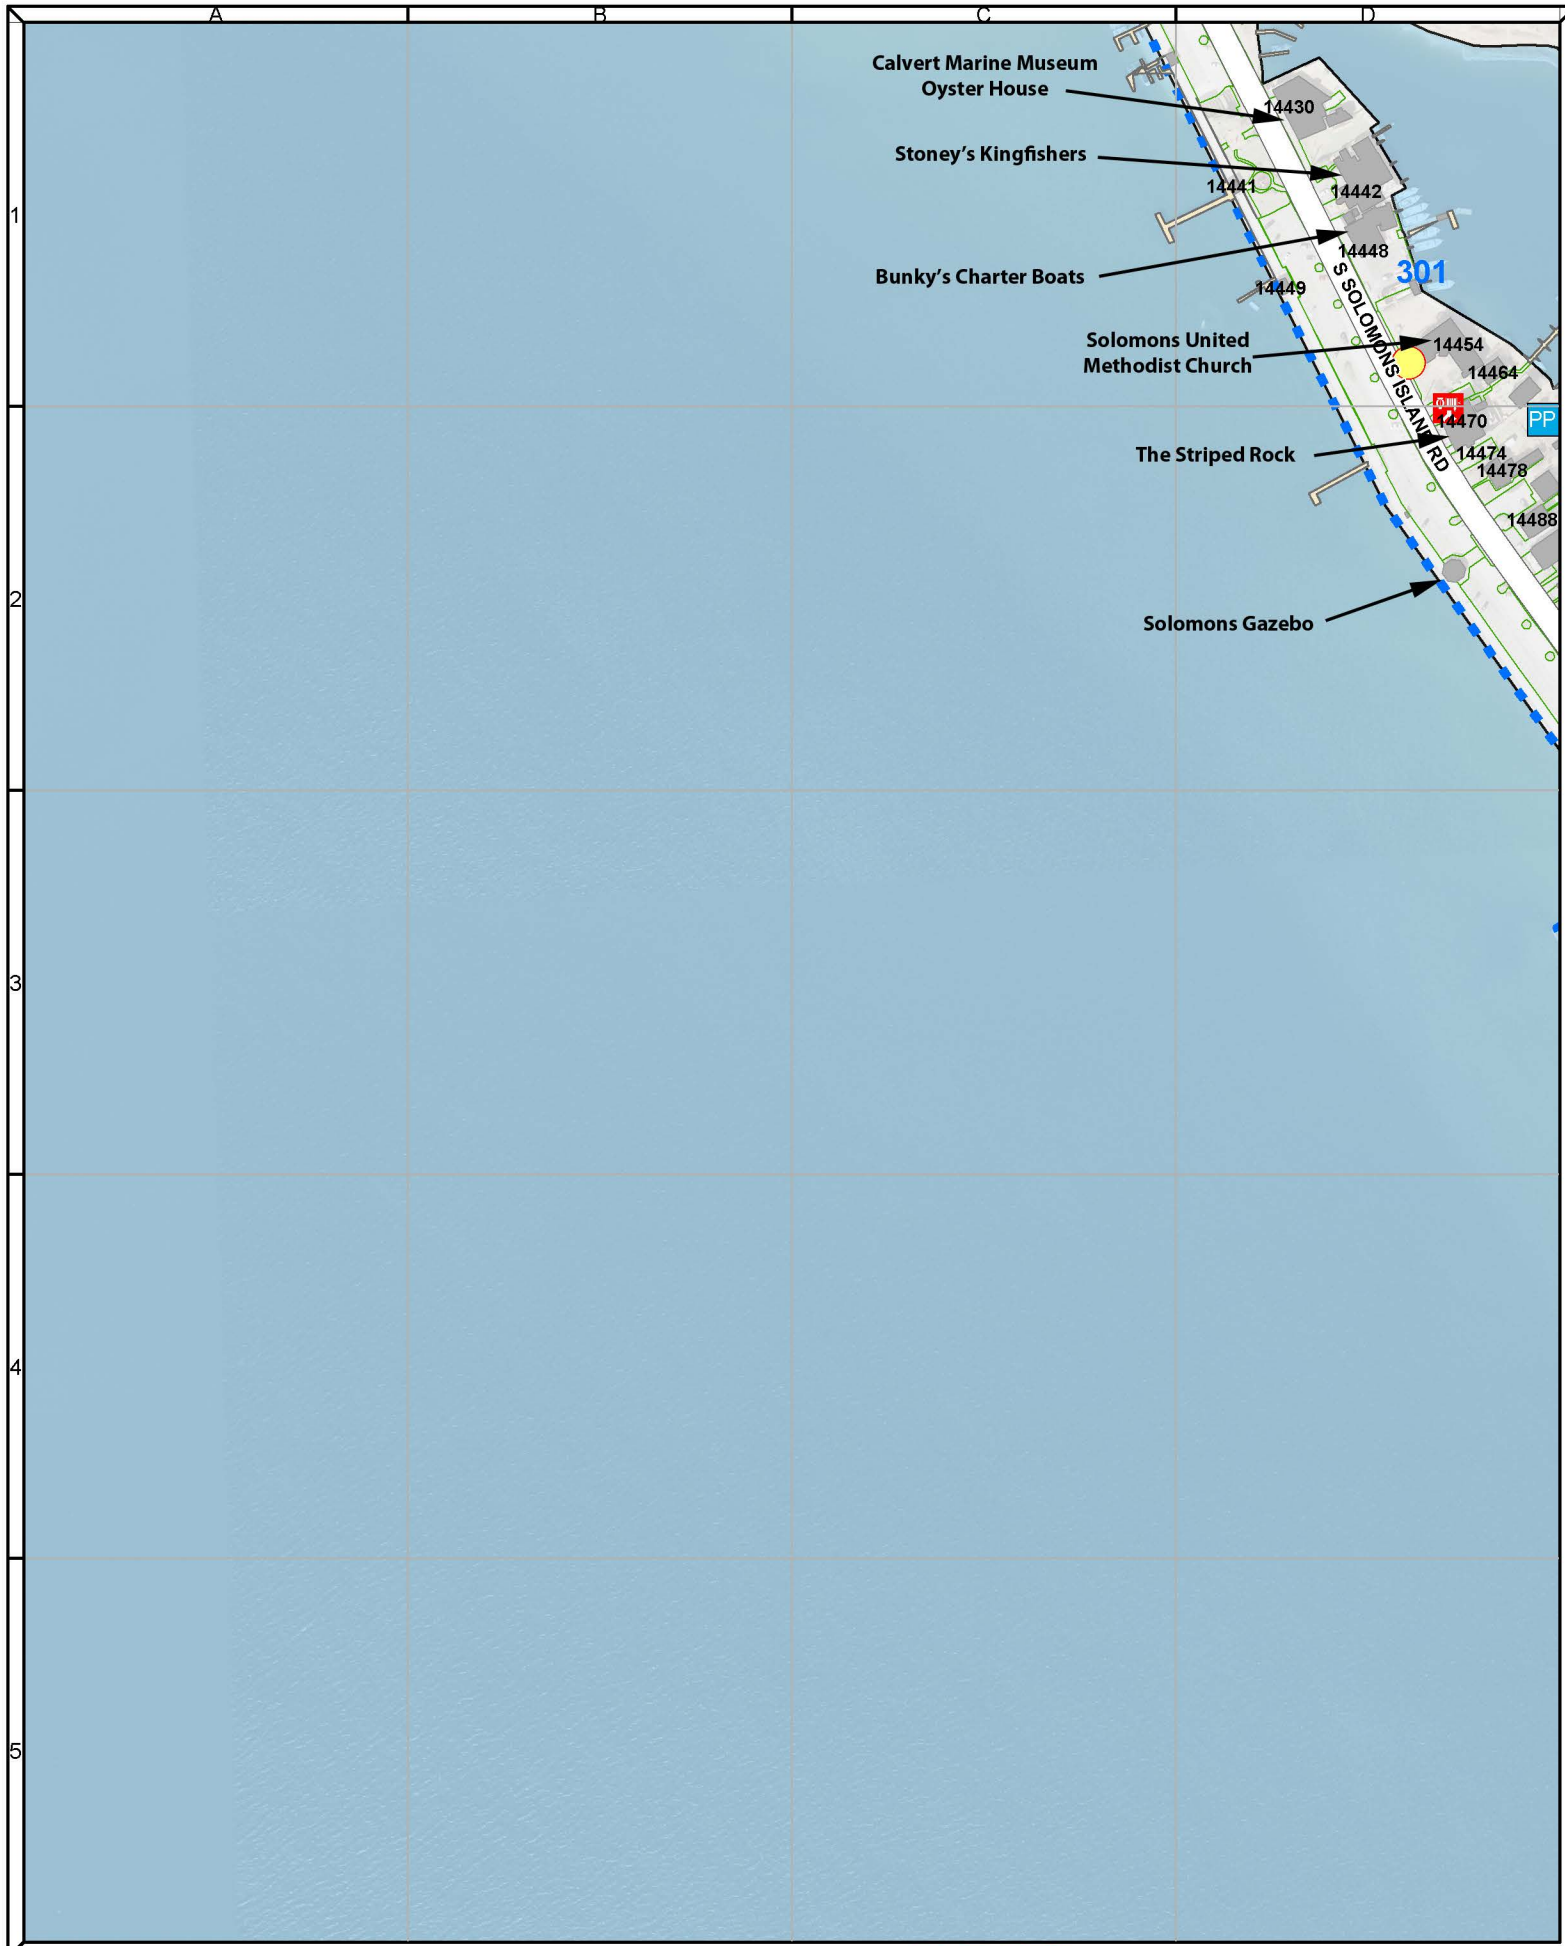 A
B
C
D
Calvert Marine Museum
Oyster House
14430
Stoney's Kingfishers
14441
14442
1
14448
Bunky's Charter Boats
301
14449
S SOLOMONS ISLAND RD
Solomons United
Methodist Church
14454
14464
PP
14470
The Striped Rock
14474
14478
14488
2
Solomons Gazebo
3
4
5